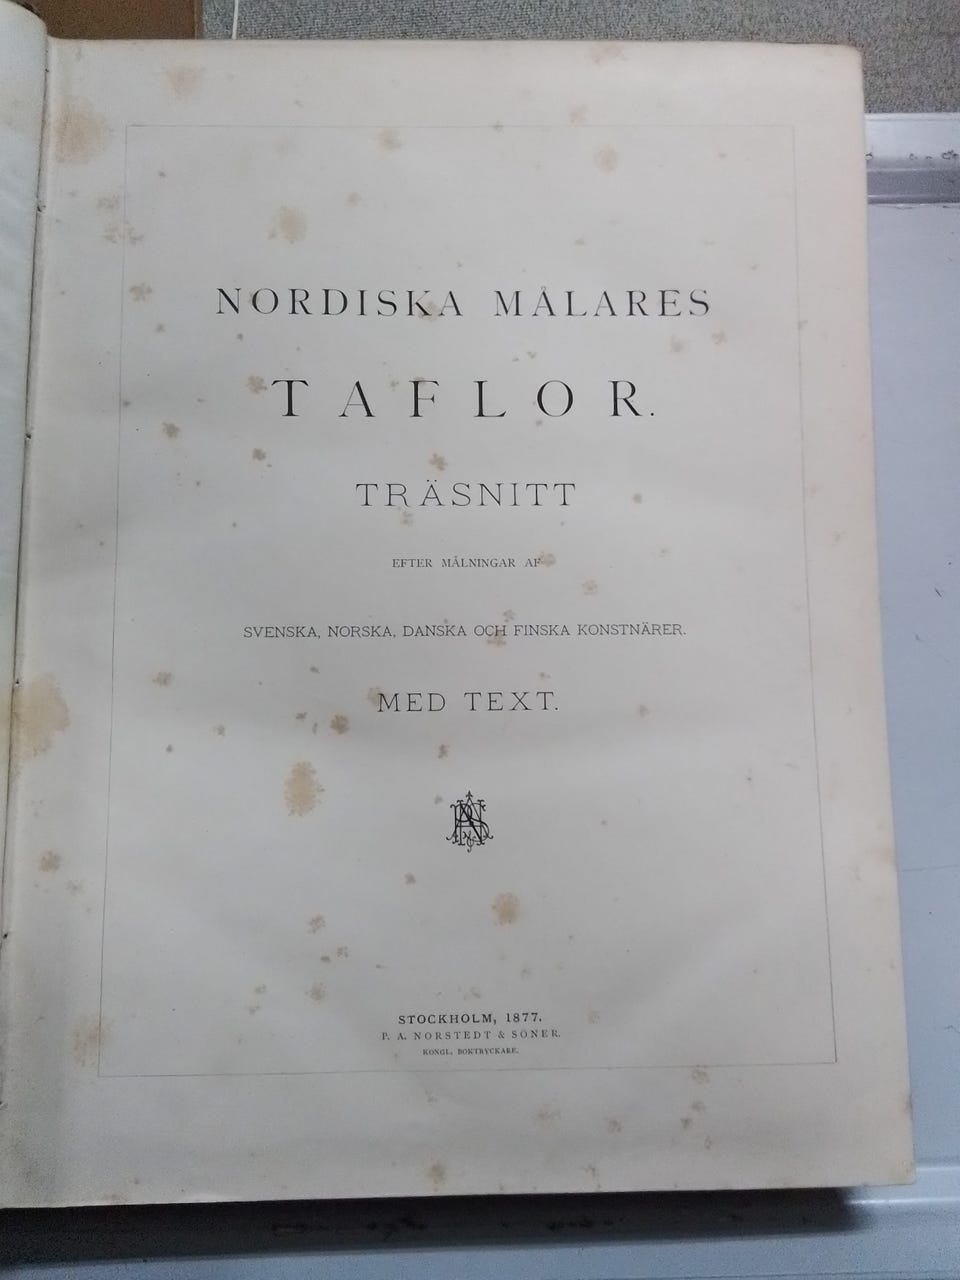 NORDISKA MÅLARES
TAFLOR.
TRÄSNITT
EFTER MÅLNINGAR AF
SVENSKA, NORSKA, DANSKA OCH FINSKA KONSTNÄRER.
MED TEXT.
STOCKHOLM, 1877.
P. A. NORSTEDT & SÖNER.
KONGL. BOKTRYCKARE.